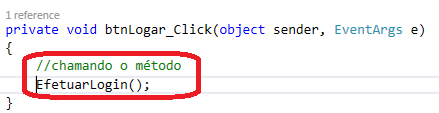 1 reference
private void btnLogar_Click(object sender, EventArgs e)
{
//chamando o método
EfetuarLogin();
}